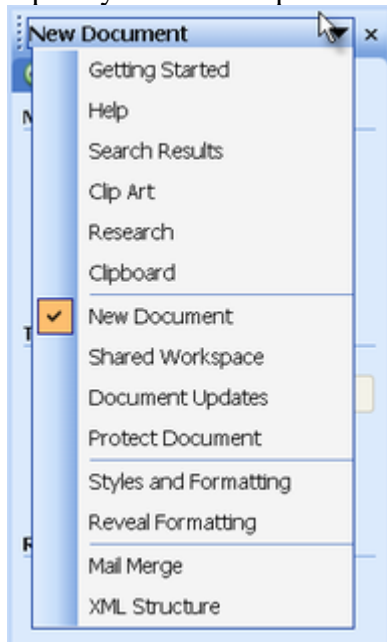 New Document
Getting Started
Help
Search Results
Clip Art
Research
Clipboard
New Document
Shared Workspace
Document Updates
Protect Document
Styles and Formatting
Reveal Formatting
Mail Merge
XML Structure